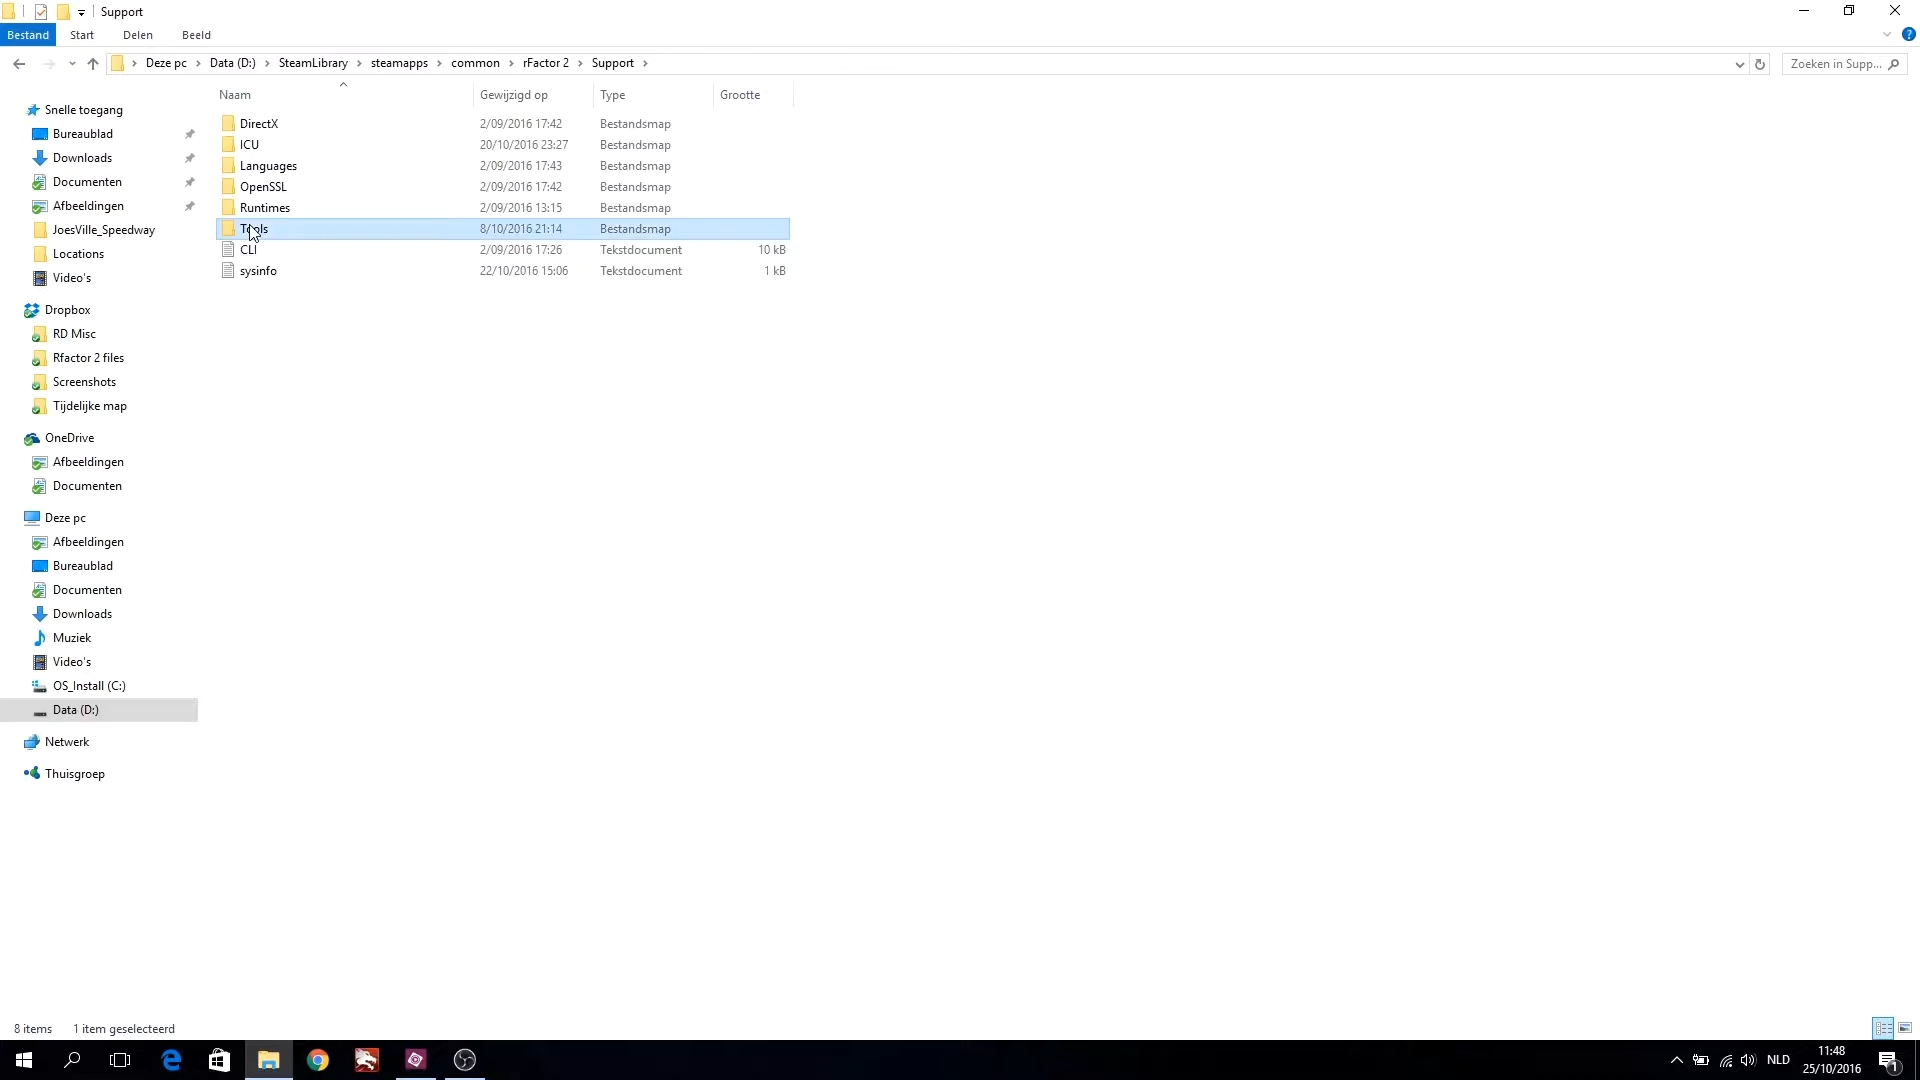 Support
Bestand Start Delen Beeld
Deze pc Data (D:) SteamLibrary steamapps common rFactor 2 Support
Zoeken in Supp...
Naam Gewijzigd op Type Grootte
DirectX 2/09/2016 17:42 Bestandsmap
ICU 20/10/2016 23:27 Bestandsmap
Languages 2/09/2016 17:43 Bestandsmap
OpenSSL 2/09/2016 17:42 Bestandsmap
Runtimes 2/09/2016 13:15 Bestandsmap
Tools 8/10/2016 21:14 Bestandsmap
CLI 2/09/2016 17:26 Tekstdocument 10 kB
sysinfo 22/10/2016 15:06 Tekstdocument 1 kB
Snelle toegang
Bureaublad
Downloads
Documenten
Afbeeldingen
JoesVille_Speedway
Locations
Video's
Dropbox
RD Misc
Rfactor 2 files
Screenshots
Tijdelijke map
OneDrive
Afbeeldingen
Documenten
Deze pc
Afbeeldingen
Bureaublad
Documenten
Downloads
Muziek
Video's
OS_Install (C:)
Data (D:)
Netwerk
Thuisgroep
8 items 1 item geselecteerd
NLD
11:48
25/10/2016
1